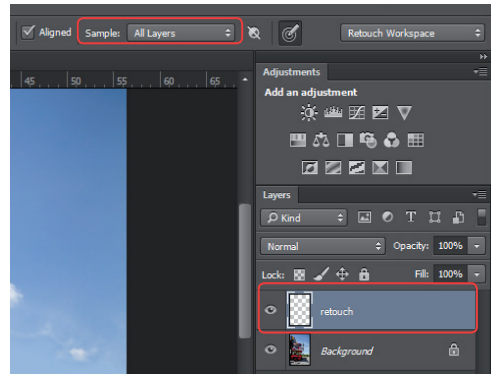 Aligned Sample: All Layers Retouch Workspace
45 50 55 60 65
Adjustments
Add an adjustment
Layers
Kind T
Normal Opacity: 100%
Lock: Fill: 100%
retouch
Background